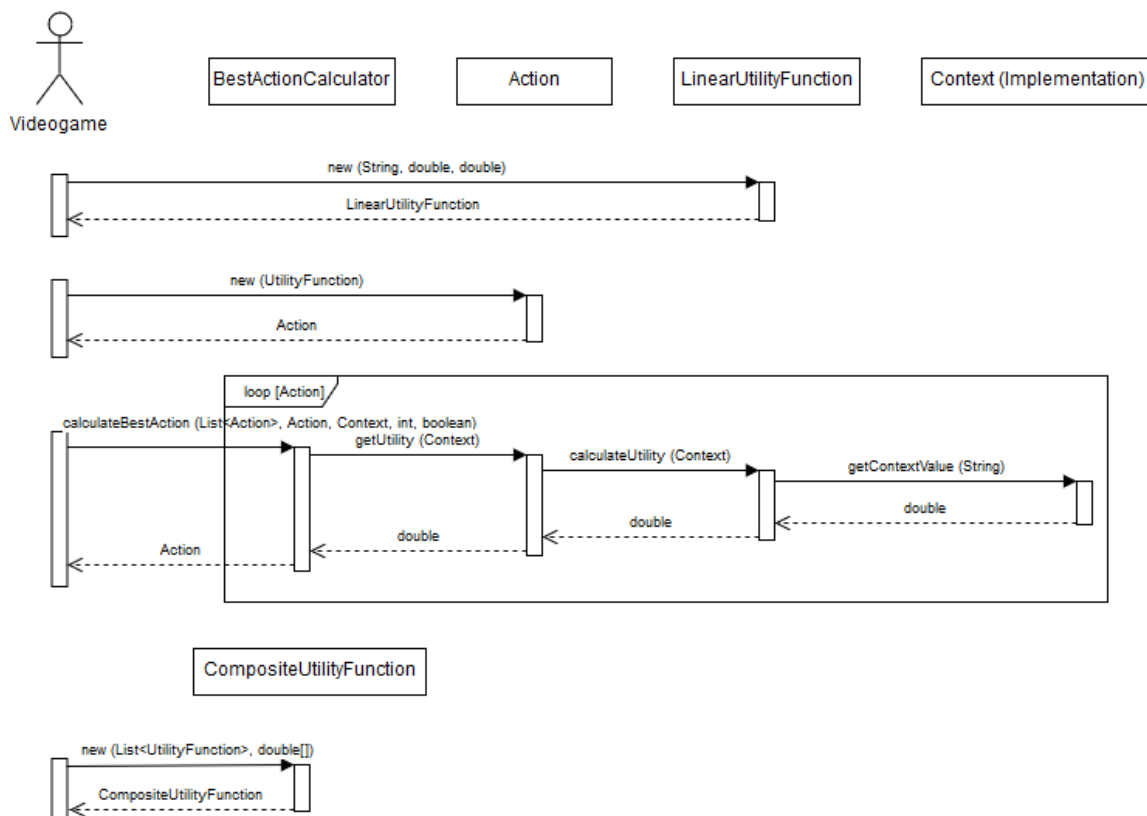 Videogame
BestActionCalculator
Action
LinearUtilityFunction
Context (Implementation)
new (String, double, double)
LinearUtilityFunction
new (UtilityFunction)
Action
loop [Action]
calculateBestAction (List<Action>, Action, Context, int, boolean)
getUtility (Context)
calculateUtility (Context)
getContextValue (String)
double
double
double
Action
CompositeUtilityFunction
new (List<UtilityFunction>, double[])
CompositeUtilityFunction